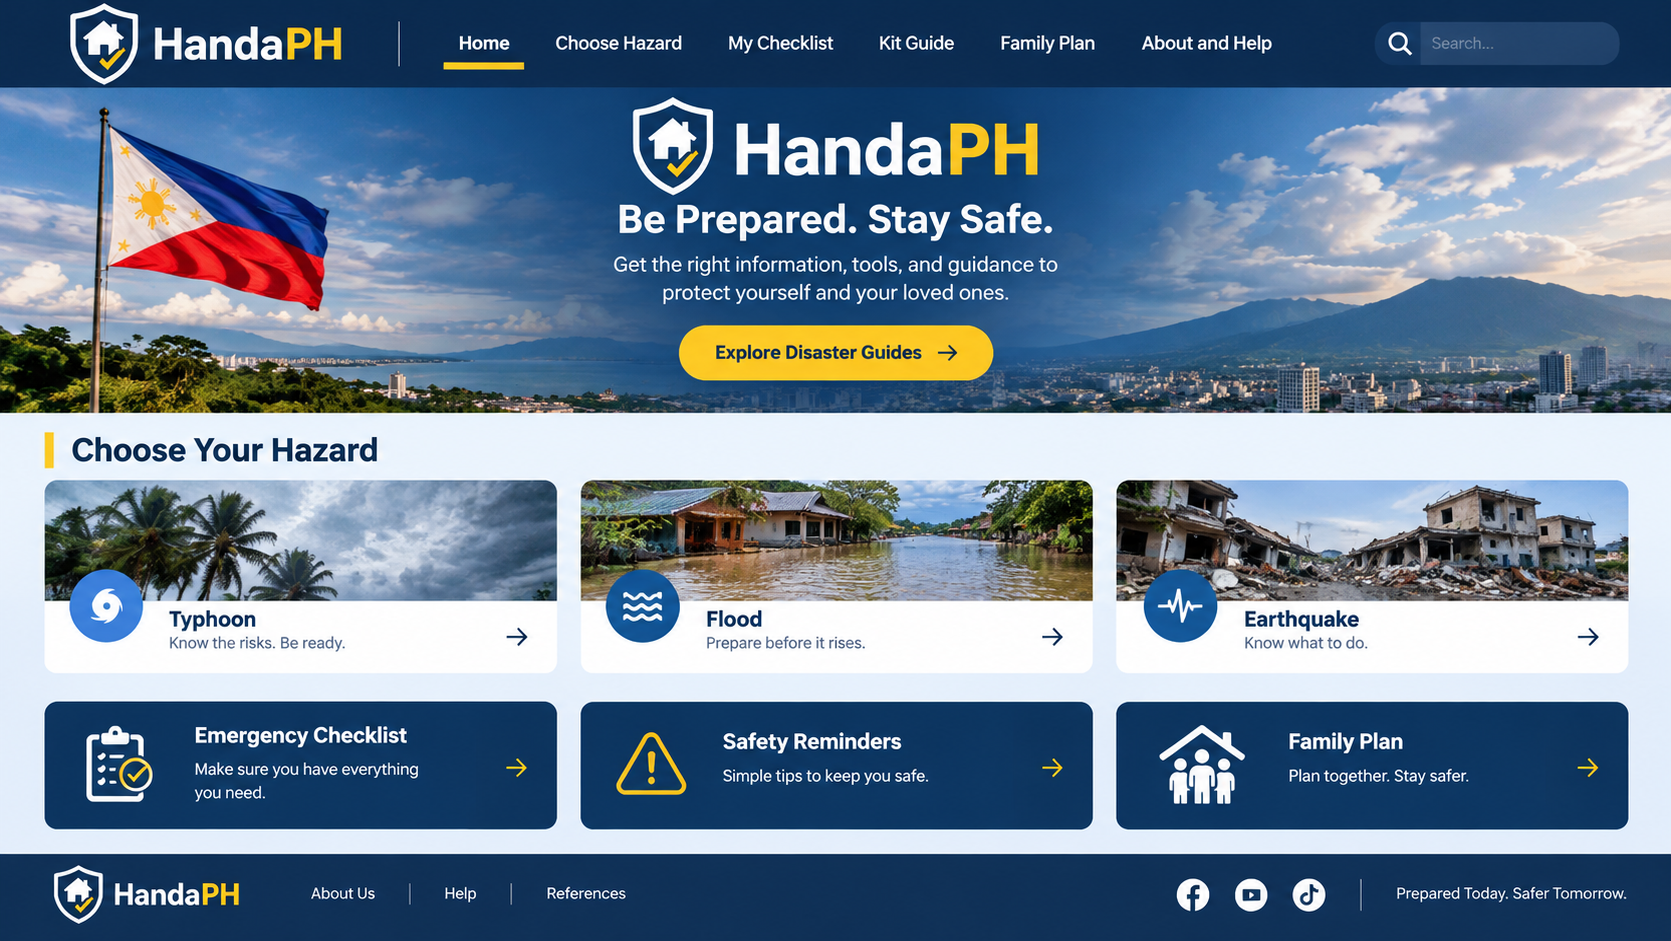 HandaPH
Home
Choose Hazard
My Checklist
Kit Guide
Family Plan
About and Help
Search...
HandaPH
Be Prepared. Stay Safe.
Get the right information, tools, and guidance to
protect yourself and your loved ones.
Explore Disaster Guides
Choose Your Hazard
Typhoon
Know the risks. Be ready.
Flood
Prepare before it rises.
Earthquake
Know what to do.
Emergency Checklist
Make sure you have everything
you need.
Safety Reminders
Simple tips to keep you safe.
Family Plan
Plan together. Stay safer.
HandaPH
About Us
Help
References
Prepared Today. Safer Tomorrow.